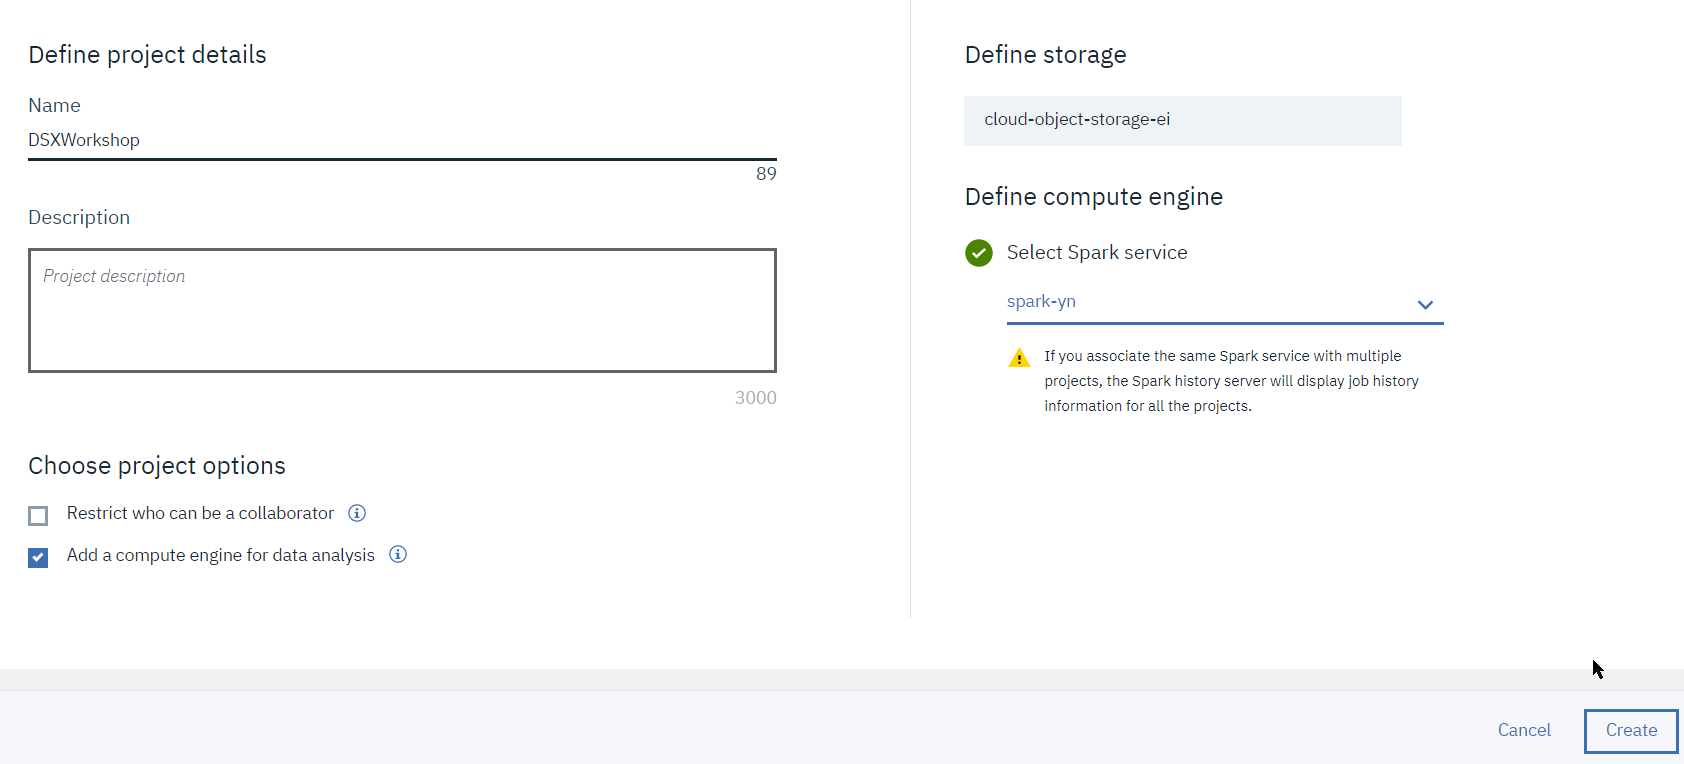 Define project details
Name
DSXWorkshop
89
Description
Project description
3000
Choose project options
Restrict who can be a collaborator
Add a compute engine for data analysis
Define storage
cloud-object-storage-ei
Define compute engine
Select Spark service
spark-yn
If you associate the same Spark service with multiple
projects, the Spark history server will display job history
information for all the projects.
Cancel
Create